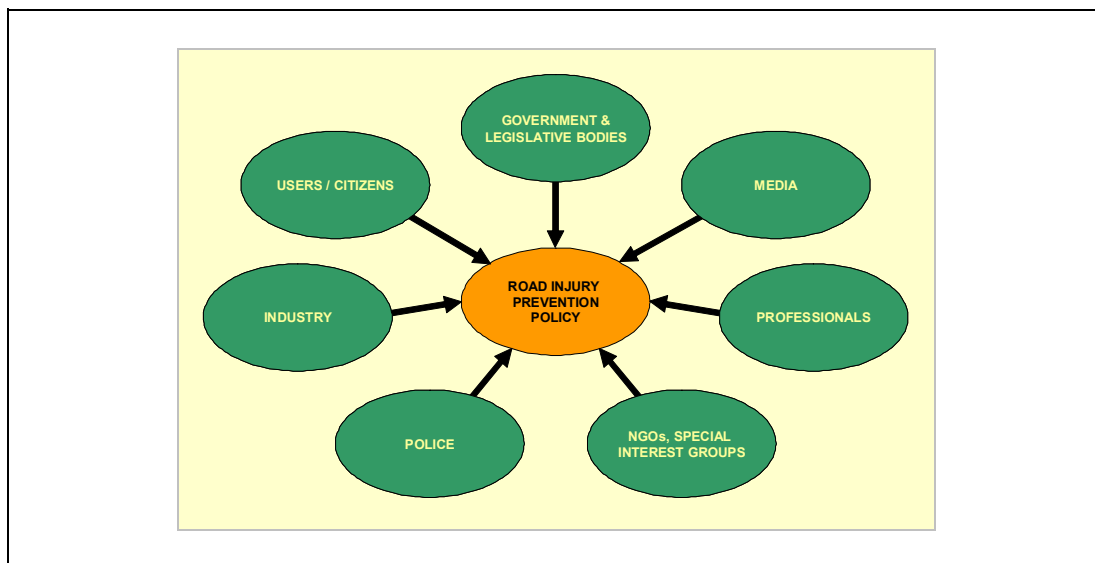 GOVERNMENT &
LEGISLATIVE BODIES
USERS / CITIZENS
MEDIA
ROAD INJURY
PREVENTION
POLICY
INDUSTRY
PROFESSIONALS
POLICE
NGOs, SPECIAL
INTEREST GROUPS